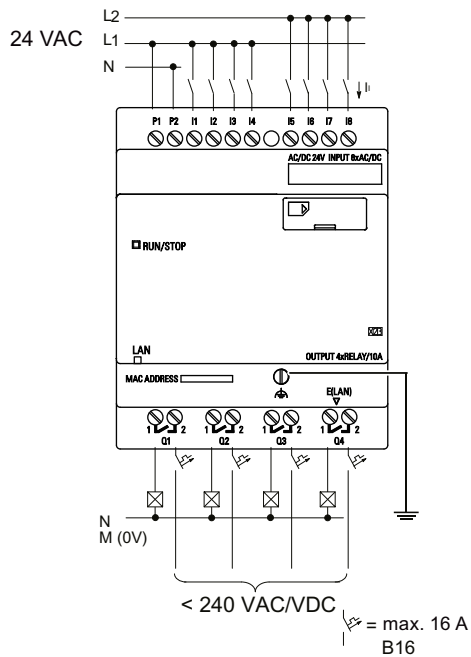 L2
24 VAC L1
N
I I
P1 P2 I1 I2 I3 I4 I5 I6 I7 I8
AC/DC 24V INPUT 8xAC/DC
RUN/STOP
LAN
OUTPUT 4xRELAY/10A
MAC ADDRESS
E(LAN)
1 2 1 2 1 2 1 2
Q1 Q2 Q3 Q4
N
M (0V)
< 240 VAC/VDC
= max. 16 A
B16